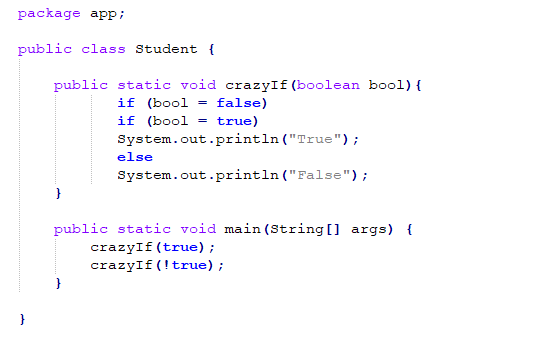 package app;
public class Student {
public static void crazyIf(boolean bool){
if (bool = false)
if (bool = true)
System.out.println("True");
else
System.out.println("False");
}
public static void main(String[] args) {
crazyIf(true);
crazyIf(!true);
}
}